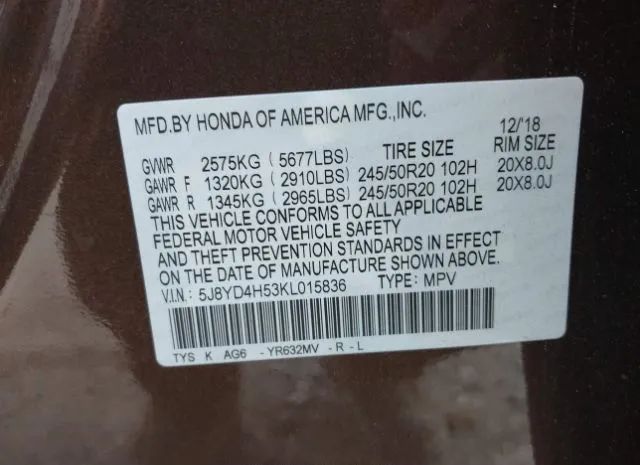 MFD.BY HONDA OF AMERICA MFG.,INC.
12/'18
GVWR 2575KG ( 5677LBS) TIRE SIZE RIM SIZE
GAWR F 1320KG ( 2910LBS) 245/50R20 102H 20X8.0J
GAWR R 1345KG ( 2965LBS) 245/50R20 102H 20X8.0J
THIS VEHICLE CONFORMS TO ALL APPLICABLE
FEDERAL MOTOR VEHICLE SAFETY
AND THEFT PREVENTION STANDARDS IN EFFECT
ON THE DATE OF MANUFACTURE SHOWN ABOVE.
V.I.N.: 5J8YD4H53KL015836 TYPE: MPV
TYS K AG6 - YR632MV - R - L